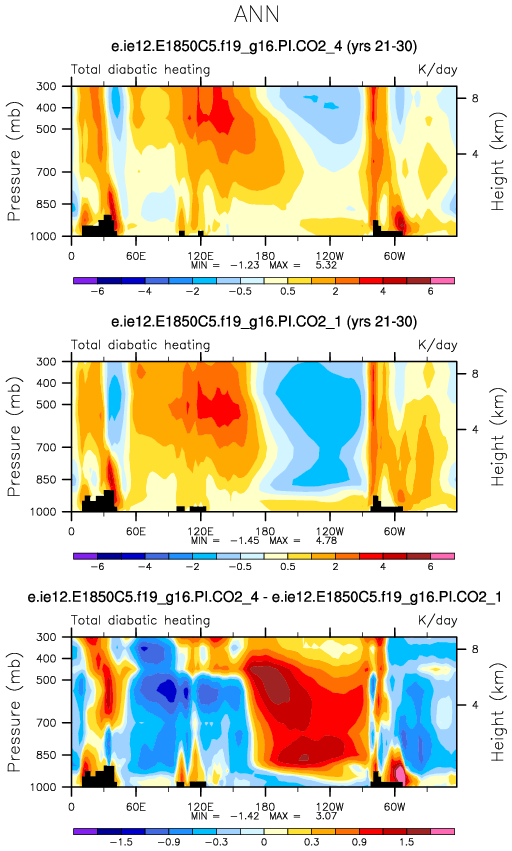 ANN
e.ie12.E1850C5.f19_g16.PI.CO2_4 (yrs 21-30)
Total diabatic heating K/day
300
400
500
700
850
1000
Pressure (mb)
8
4
Height (km)
0 60E 120E 180 120W 60W
MIN = -1.23 MAX = 5.32
-6 -4 -2 -0.5 0.5 2 4 6
e.ie12.E1850C5.f19_g16.PI.CO2_1 (yrs 21-30)
Total diabatic heating K/day
300
400
500
700
850
1000
Pressure (mb)
8
4
Height (km)
0 60E 120E 180 120W 60W
MIN = -1.45 MAX = 4.78
-6 -4 -2 -0.5 0.5 2 4 6
e.ie12.E1850C5.f19_g16.PI.CO2_4 - e.ie12.E1850C5.f19_g16.PI.CO2_1
Total diabatic heating K/day
300
400
500
700
850
1000
Pressure (mb)
8
4
Height (km)
0 60E 120E 180 120W 60W
MIN = -1.42 MAX = 3.07
-1.5 -0.9 -0.3 0 0.3 0.9 1.5